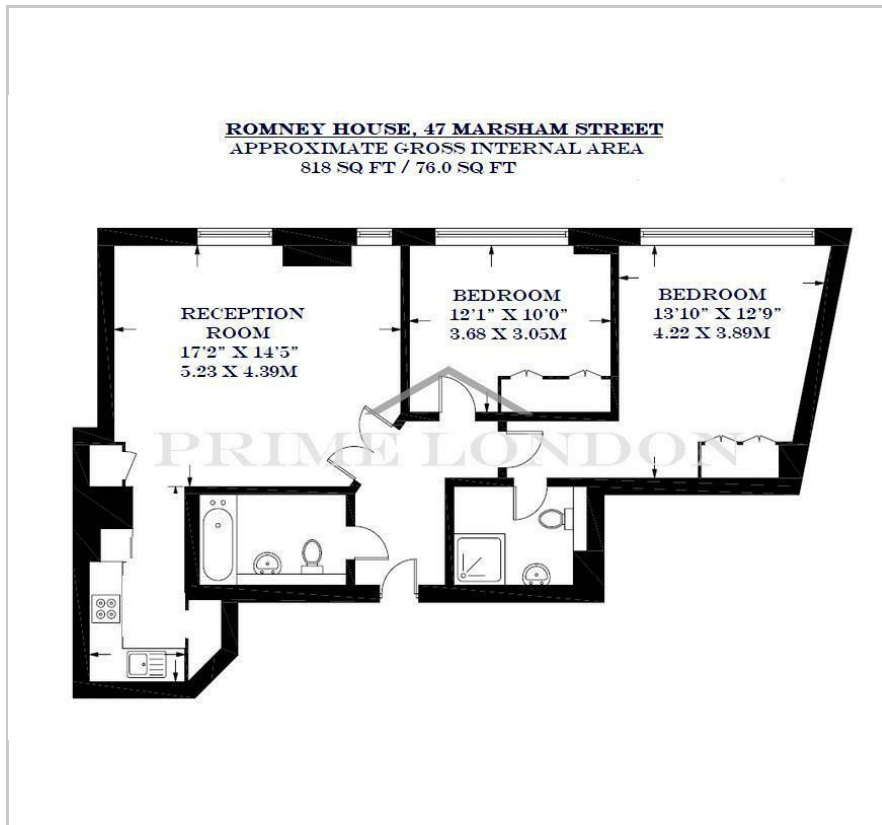 ROMNEY HOUSE, 47 MARSHAM STREET
APPROXIMATE GROSS INTERNAL AREA
818 SQ FT / 76.0 SQ FT
RECEPTION
ROOM
17'2" X 14'5"
5.23 X 4.39M
BEDROOM
12'1" X 10'0"
3.68 X 3.05M
BEDROOM
13'10" X 12'9"
4.22 X 3.89M
PRIME LONDON